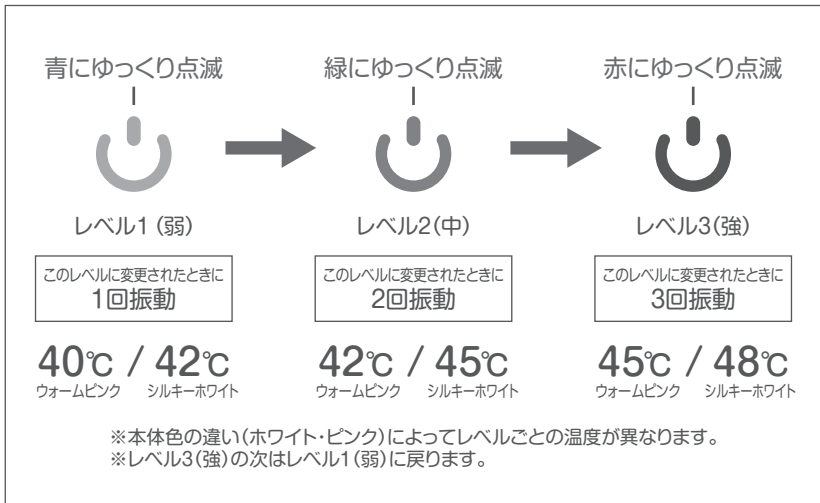 青にゆっくり点滅
緑にゆっくり点滅
赤にゆっくり点滅
レベル1（弱）
レベル2（中）
レベル3（強）
このレベルに変更されたときに
1回振動
このレベルに変更されたときに
2回振動
このレベルに変更されたときに
3回振動
40℃ / 42℃
ウォームピンク シルキーホワイト
42℃ / 45℃
ウォームピンク シルキーホワイト
45℃ / 48℃
ウォームピンク シルキーホワイト
※本体色の違い（ホワイト・ピンク）によってレベルごとの温度が異なります。
※レベル3（強）の次はレベル1（弱）に戻ります。